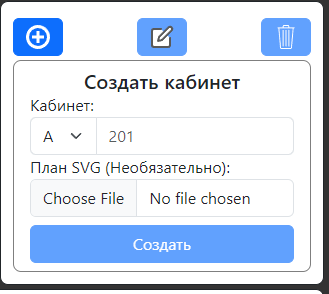 Создать кабинет
Кабинет:
A 201
План SVG (Необязательно):
Choose File No file chosen
Создать